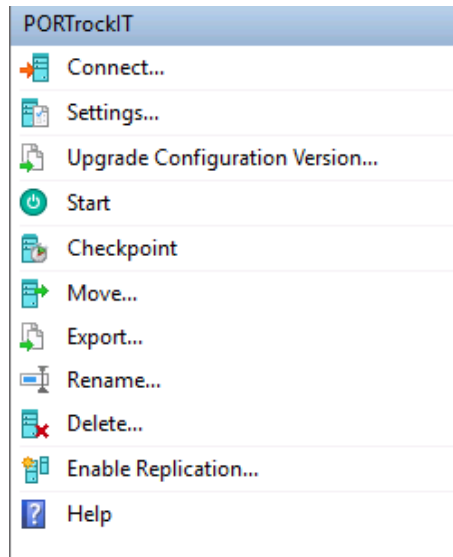 PORTrockIT
Connect...
Settings...
Upgrade Configuration Version...
Start
Checkpoint
Move...
Export...
Rename...
Delete...
Enable Replication...
Help